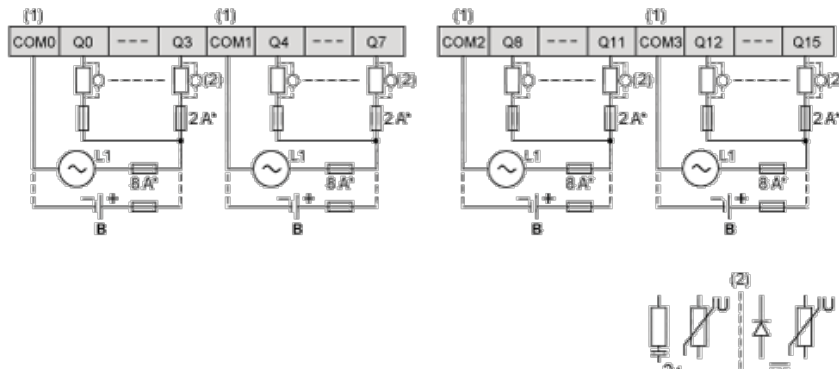 (1) (1) (1) (1)
COM0 Q0 --- Q3 COM1 Q4 --- Q7 COM2 Q8 --- Q11 COM3 Q12 --- Q15
(2) (2) (2) (2
2 A* 2 A* 2 A* 2 A*
L1 L1 L1 L1
8 A* 8 A* 8 A* 8 A*
+ + + +
B B B B
(2)
U U